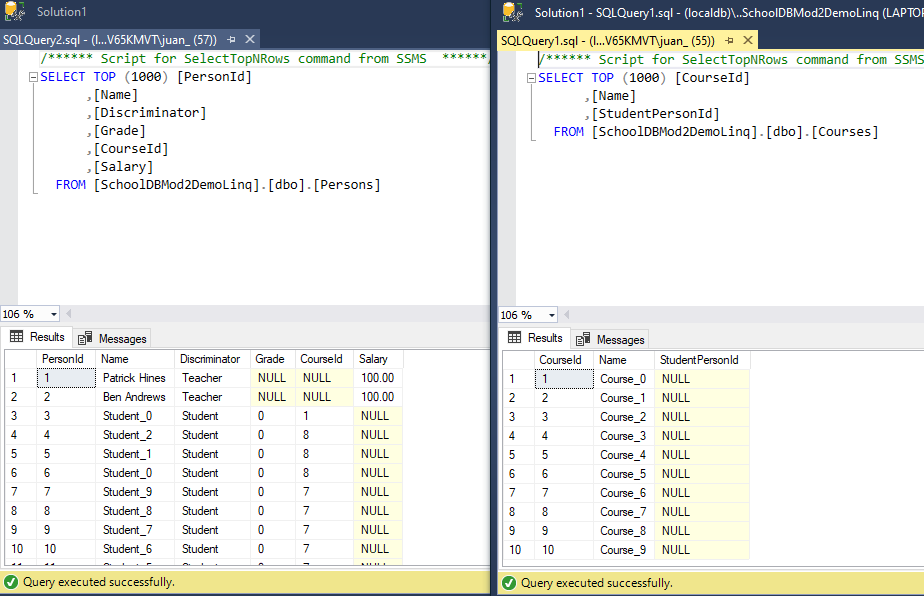 Solution1
SQLQuery2.sql - (l...V65KMVT\juan_ (57))
/****** Script for SelectTopNRows command from SSMS  ******/
SELECT TOP (1000) [PersonId]
,[Name]
,[Discriminator]
,[Grade]
,[CourseId]
,[Salary]
FROM [SchoolDBMod2DemoLinq].[dbo].[Persons]
106 %
Results Messages
PersonId Name Discriminator Grade CourseId Salary
1 1 Patrick Hines Teacher NULL NULL 100.00
2 2 Ben Andrews Teacher NULL NULL 100.00
3 3 Student_0 Student 0 1 NULL
4 4 Student_2 Student 0 8 NULL
5 5 Student_1 Student 0 8 NULL
6 6 Student_0 Student 0 8 NULL
7 7 Student_9 Student 0 7 NULL
8 8 Student_8 Student 0 7 NULL
9 9 Student_7 Student 0 7 NULL
10 10 Student_6 Student 0 7 NULL
Query executed successfully.
Solution1 - SQLQuery1.sql - (localdb)\..SchoolDBMod2DemoLinq (LAPTOP
SQLQuery1.sql - (l...V65KMVT\juan_ (55))
/****** Script for SelectTopNRows command from SSMS
SELECT TOP (1000) [CourseId]
,[Name]
,[StudentPersonId]
FROM [SchoolDBMod2DemoLinq].[dbo].[Courses]
106 %
Results Messages
CourseId Name StudentPersonId
1 1 Course_0 NULL
2 2 Course_1 NULL
3 3 Course_2 NULL
4 4 Course_3 NULL
5 5 Course_4 NULL
6 6 Course_5 NULL
7 7 Course_6 NULL
8 8 Course_7 NULL
9 9 Course_8 NULL
10 10 Course_9 NULL
Query executed successfully.